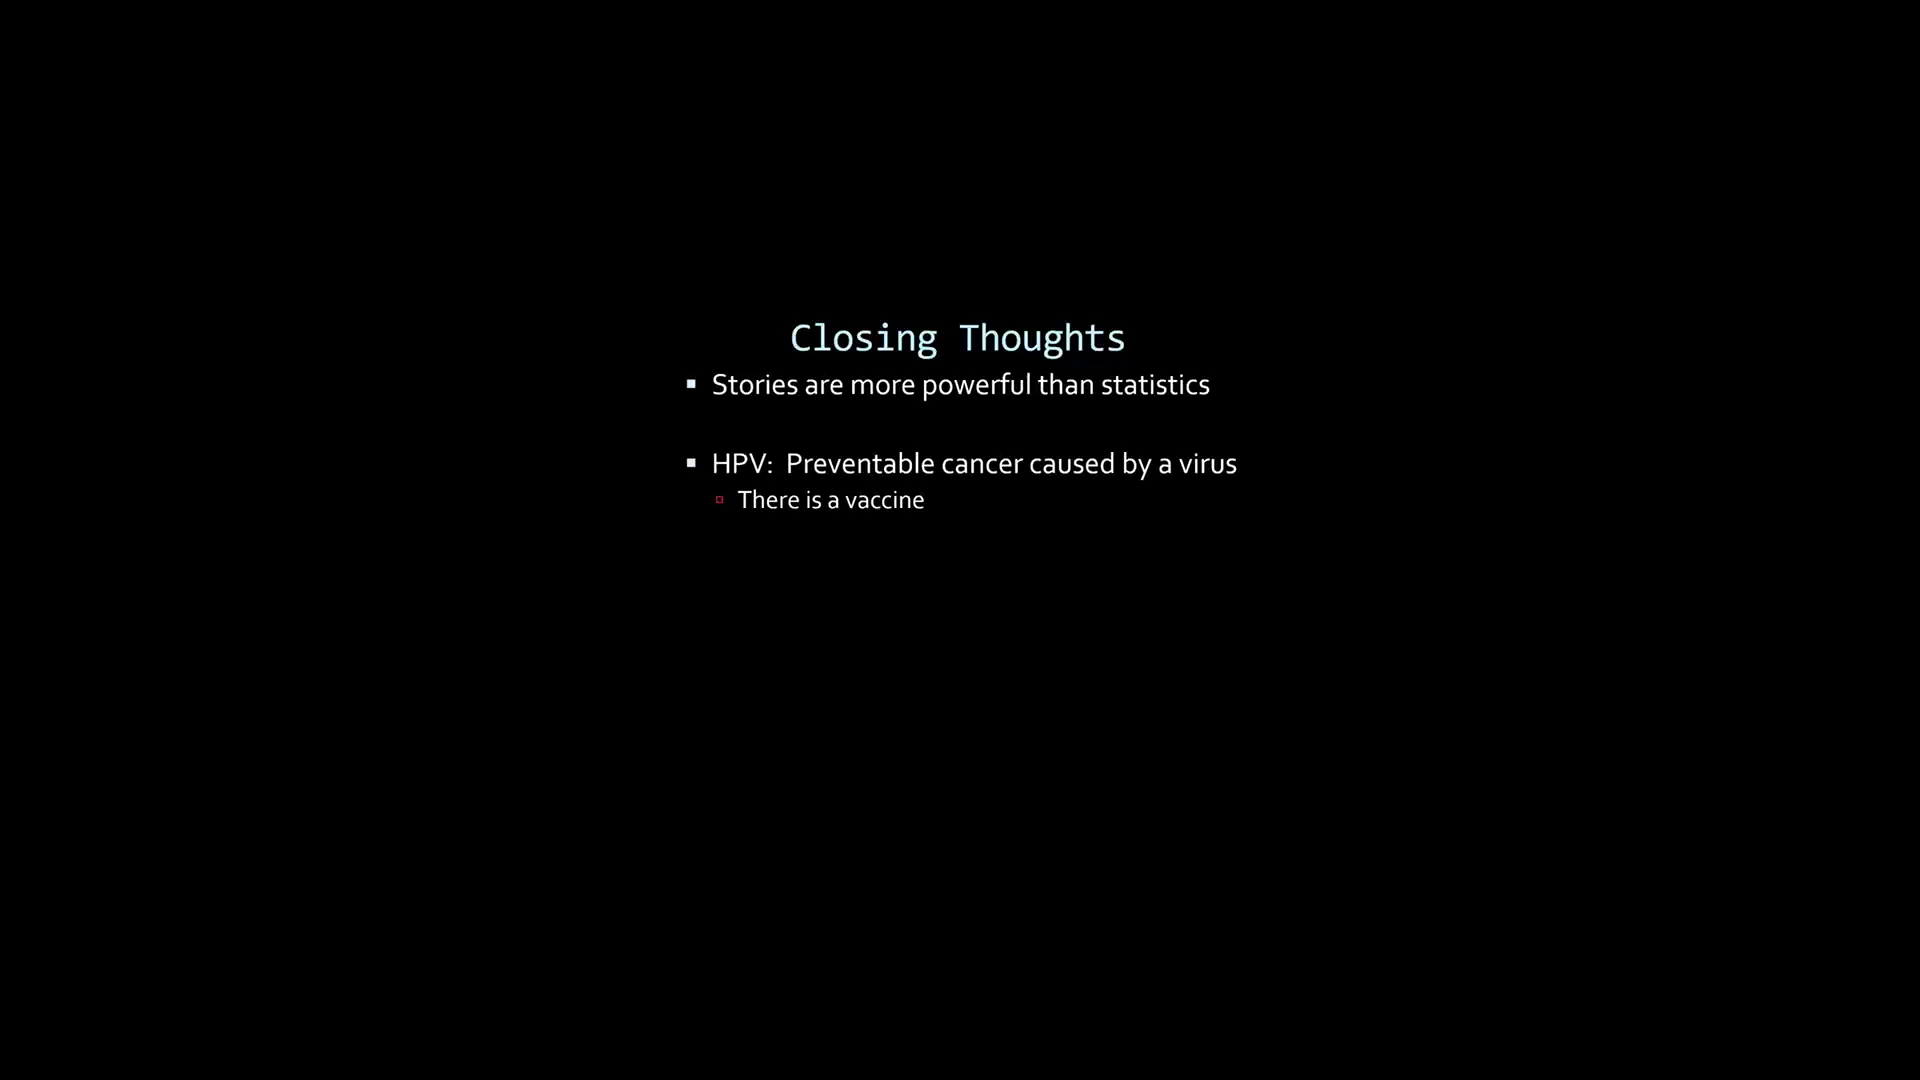 Closing Thoughts
▪ Stories are more powerful than statistics
▪ HPV:  Preventable cancer caused by a virus
▫ There is a vaccine